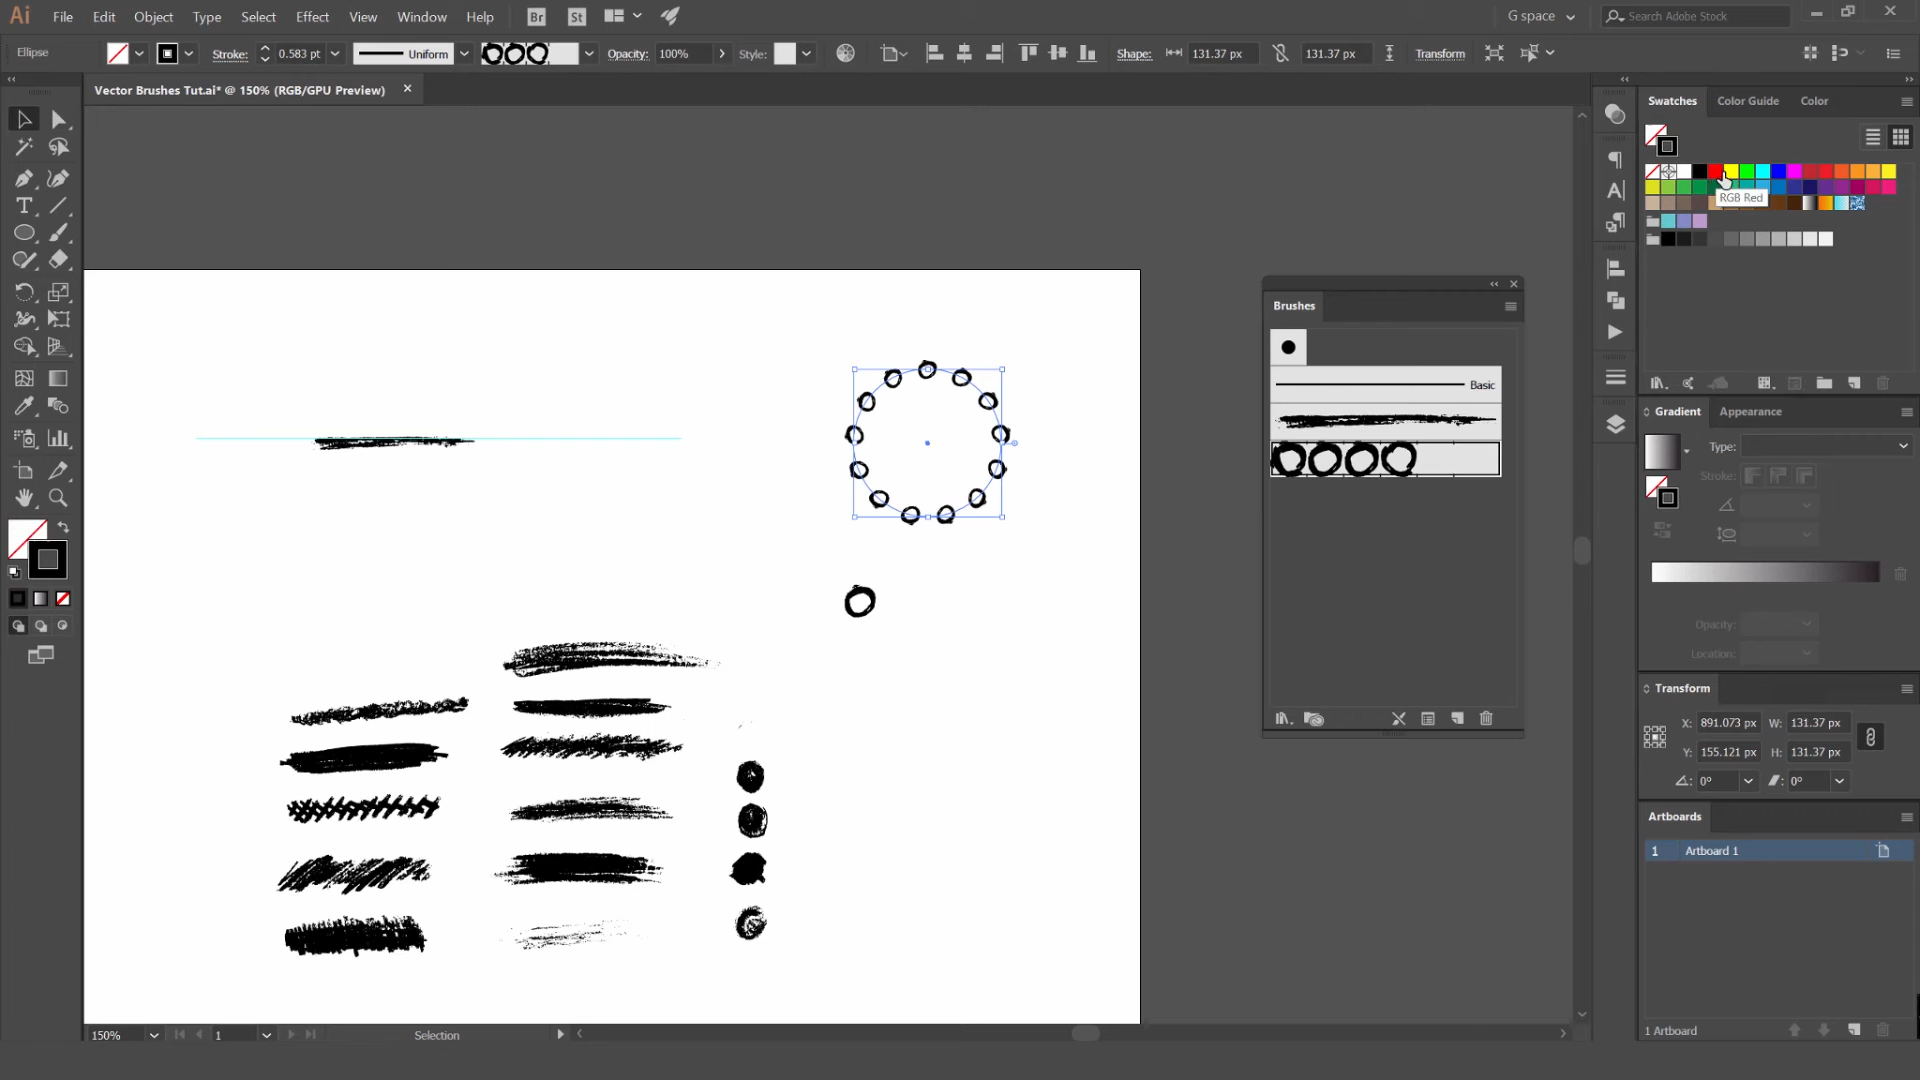 Ai File Edit Object Type Select Effect View Window Help Br St G space Search Adobe Stock
Ellipse Stroke: 0.583 pt Uniform Opacity: 100% Style: Shape: 131.37 px 131.37 px Transform
Vector Brushes Tut.ai* @ 150% (RGB/GPU Preview)
Swatches Color Guide Color
RGB Red
Brushes
Basic
Gradient Appearance
Type:
Stroke:
Opacity:
Location:
Transform
X: 891.073 px W: 131.37 px
Y: 155.121 px H: 131.37 px
0° 0°
Artboards
1 Artboard 1
1 Artboard
150% 1 Selection